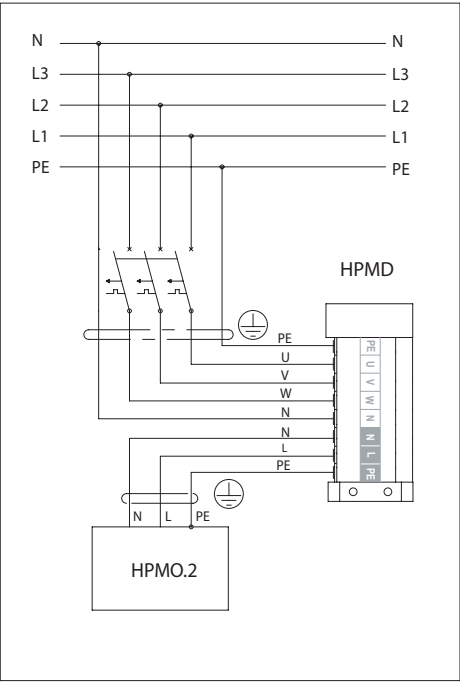 N N
L3 L3
L2 L2
L1 L1
PE PE
HPMD
PE PE
U U
V V
W W
N N
N N
L L
PE PE
N L PE
HPMO.2